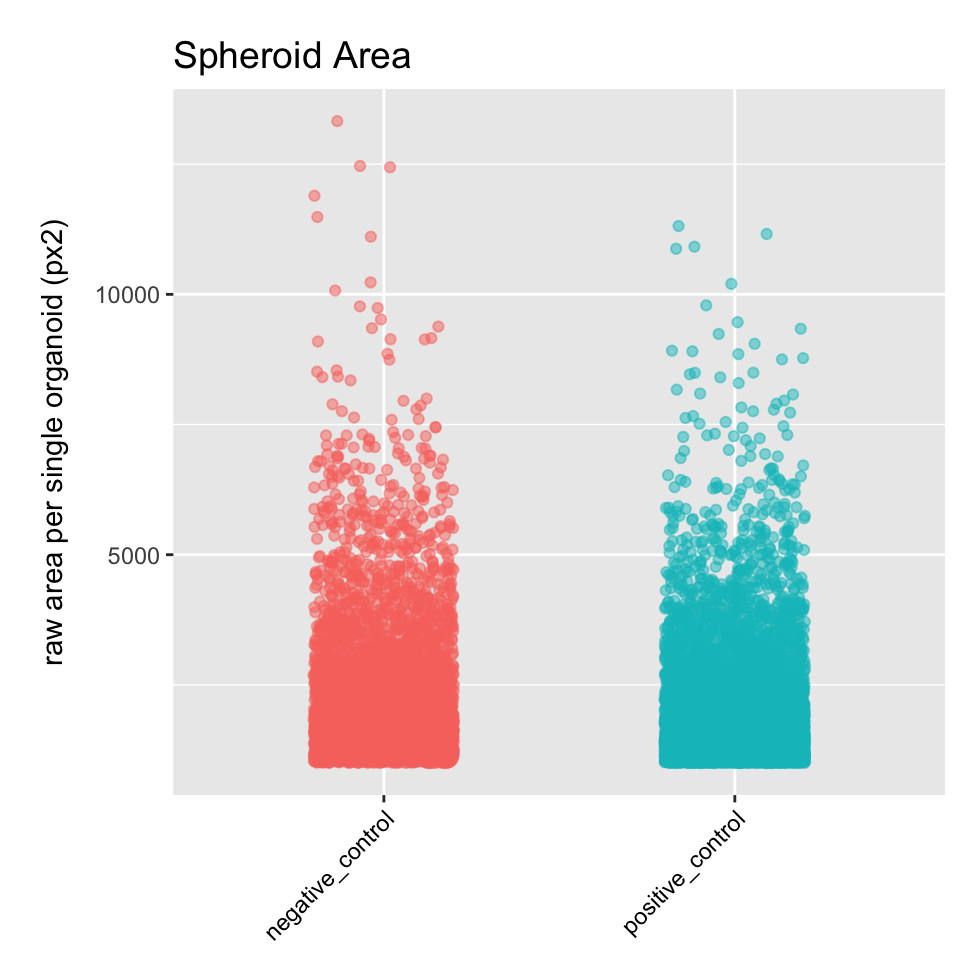 Spheroid Area
raw area per single organoid (px2)
10000
5000
negative_control
positive_control